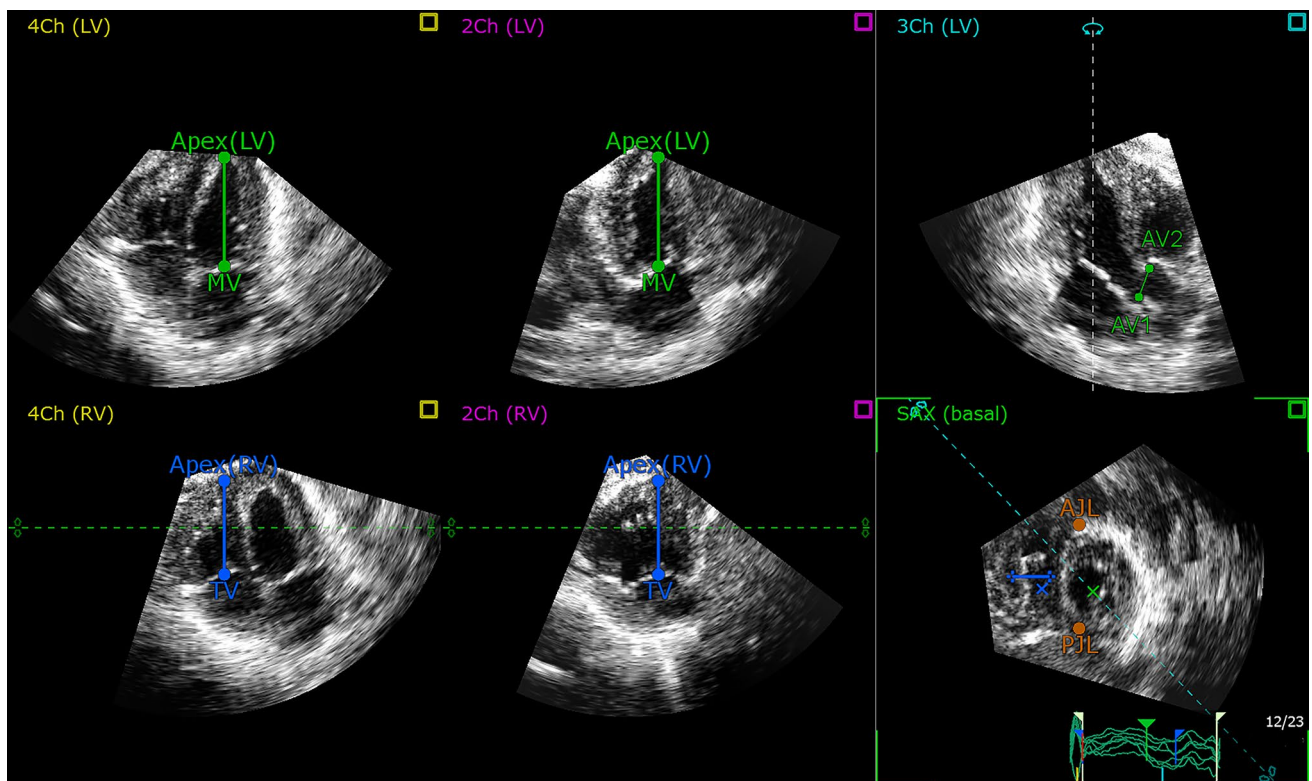 4Ch (LV)
2Ch (LV)
3Ch (LV)
Apex(LV)
Apex(LV)
AV2
MV
MV
AV1
4Ch (RV)
2Ch (RV)
SAX (basal)
Apex(RV)
Apex(RV)
AJL
TV
TV
PJL
12/23